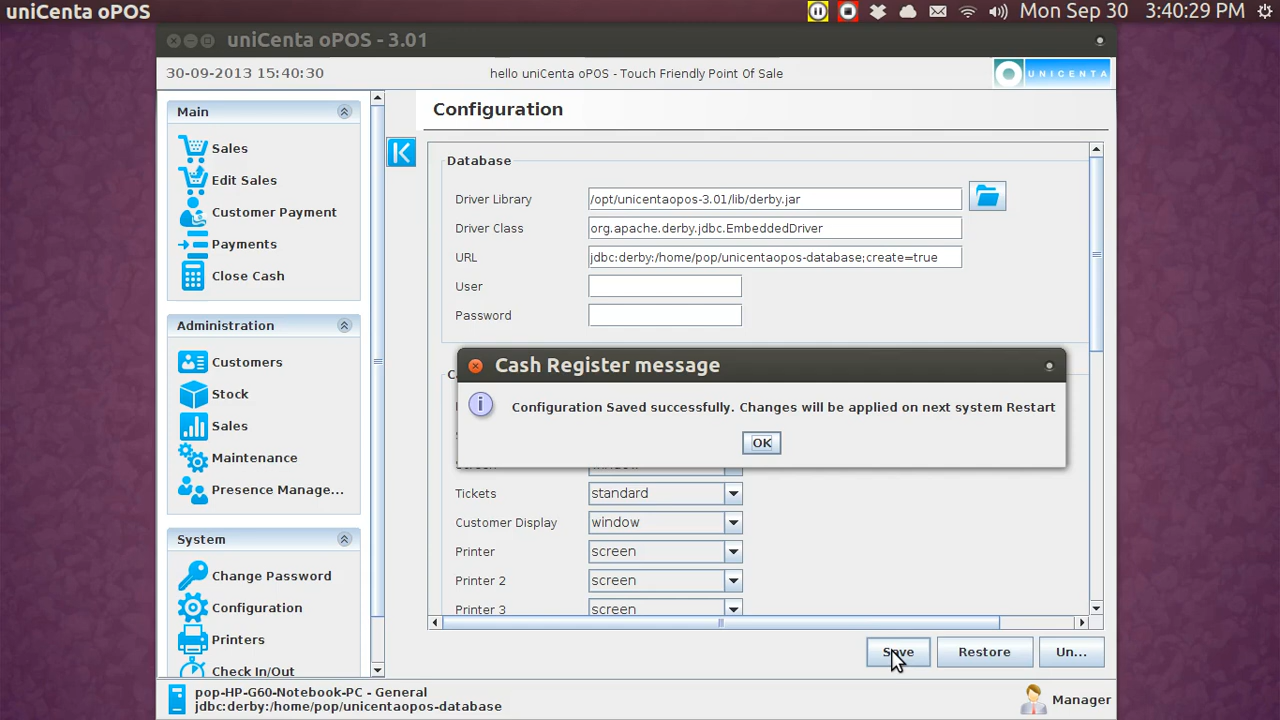 uniCenta oPOS
Mon Sep 30 3:40:29 PM
uniCenta oPOS - 3.01
30-09-2013 15:40:30
hello uniCenta oPOS - Touch Friendly Point Of Sale
UNICENTA
Main
Sales
Edit Sales
Customer Payment
Payments
Close Cash
Administration
Customers
Stock
Sales
Maintenance
Presence Manage...
System
Change Password
Configuration
Printers
Check In/Out
Configuration
Database
Driver Library /opt/unicentaopos-3.01/lib/derby.jar
Driver Class org.apache.derby.jdbc.EmbeddedDriver
URL jdbc:derby:/home/pop/unicentaopos-database;create=true
User
Password
Cash Register message
Configuration Saved successfully. Changes will be applied on next system Restart
OK
Tickets standard
Customer Display window
Printer screen
Printer 2 screen
Printer 3 screen
Save Restore Un...
pop-HP-G60-Notebook-PC - General
jdbc:derby:/home/pop/unicentaopos-database
Manager